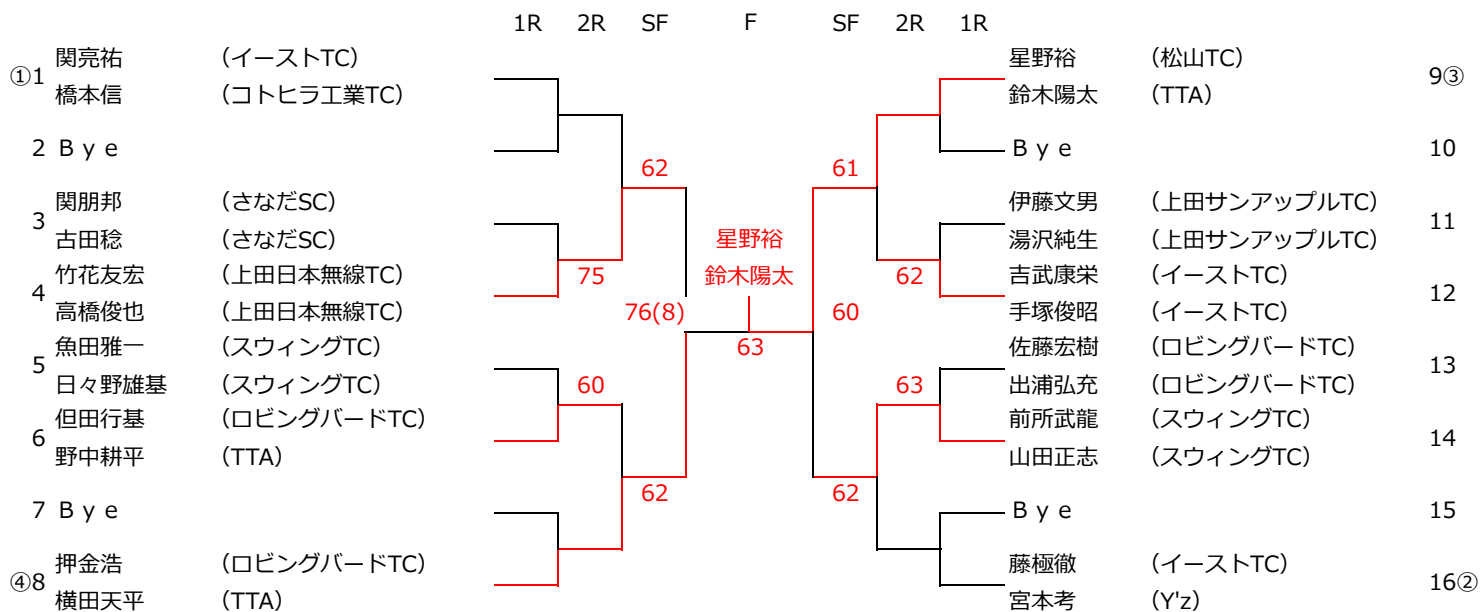 1R 2R SF F SF 2R 1R
関亮祐 （イーストTC）
①1
橋本信 （コトヒラ工業TC）
2 Ｂｙｅ
62
関朋邦 （さなだSC）
3
古田稔 （さなだSC）
竹花友宏 （上田日本無線TC）
75
4
高橋俊也 （上田日本無線TC）
76(8)
魚田雅一 （スウィングTC）
5
日々野雄基 （スウィングTC）
60
但田行基 （ロビングバードTC）
6
野中耕平 （TTA）
62
7 Ｂｙｅ
押金浩 （ロビングバードTC）
④8
横田天平 （TTA）
星野裕
鈴木陽太
63
星野裕 （松山TC）
9③
鈴木陽太 （TTA）
Ｂｙｅ 10
61
伊藤文男 （上田サンアップルTC）
11
湯沢純生 （上田サンアップルTC）
62
吉武康栄 （イーストTC）
12
手塚俊昭 （イーストTC）
60
佐藤宏樹 （ロビングバードTC）
13
出浦弘充 （ロビングバードTC）
63
前所武龍 （スウィングTC）
14
山田正志 （スウィングTC）
62
Ｂｙｅ 15
藤極徹 （イーストTC）
16②
宮本考 （Y'z）